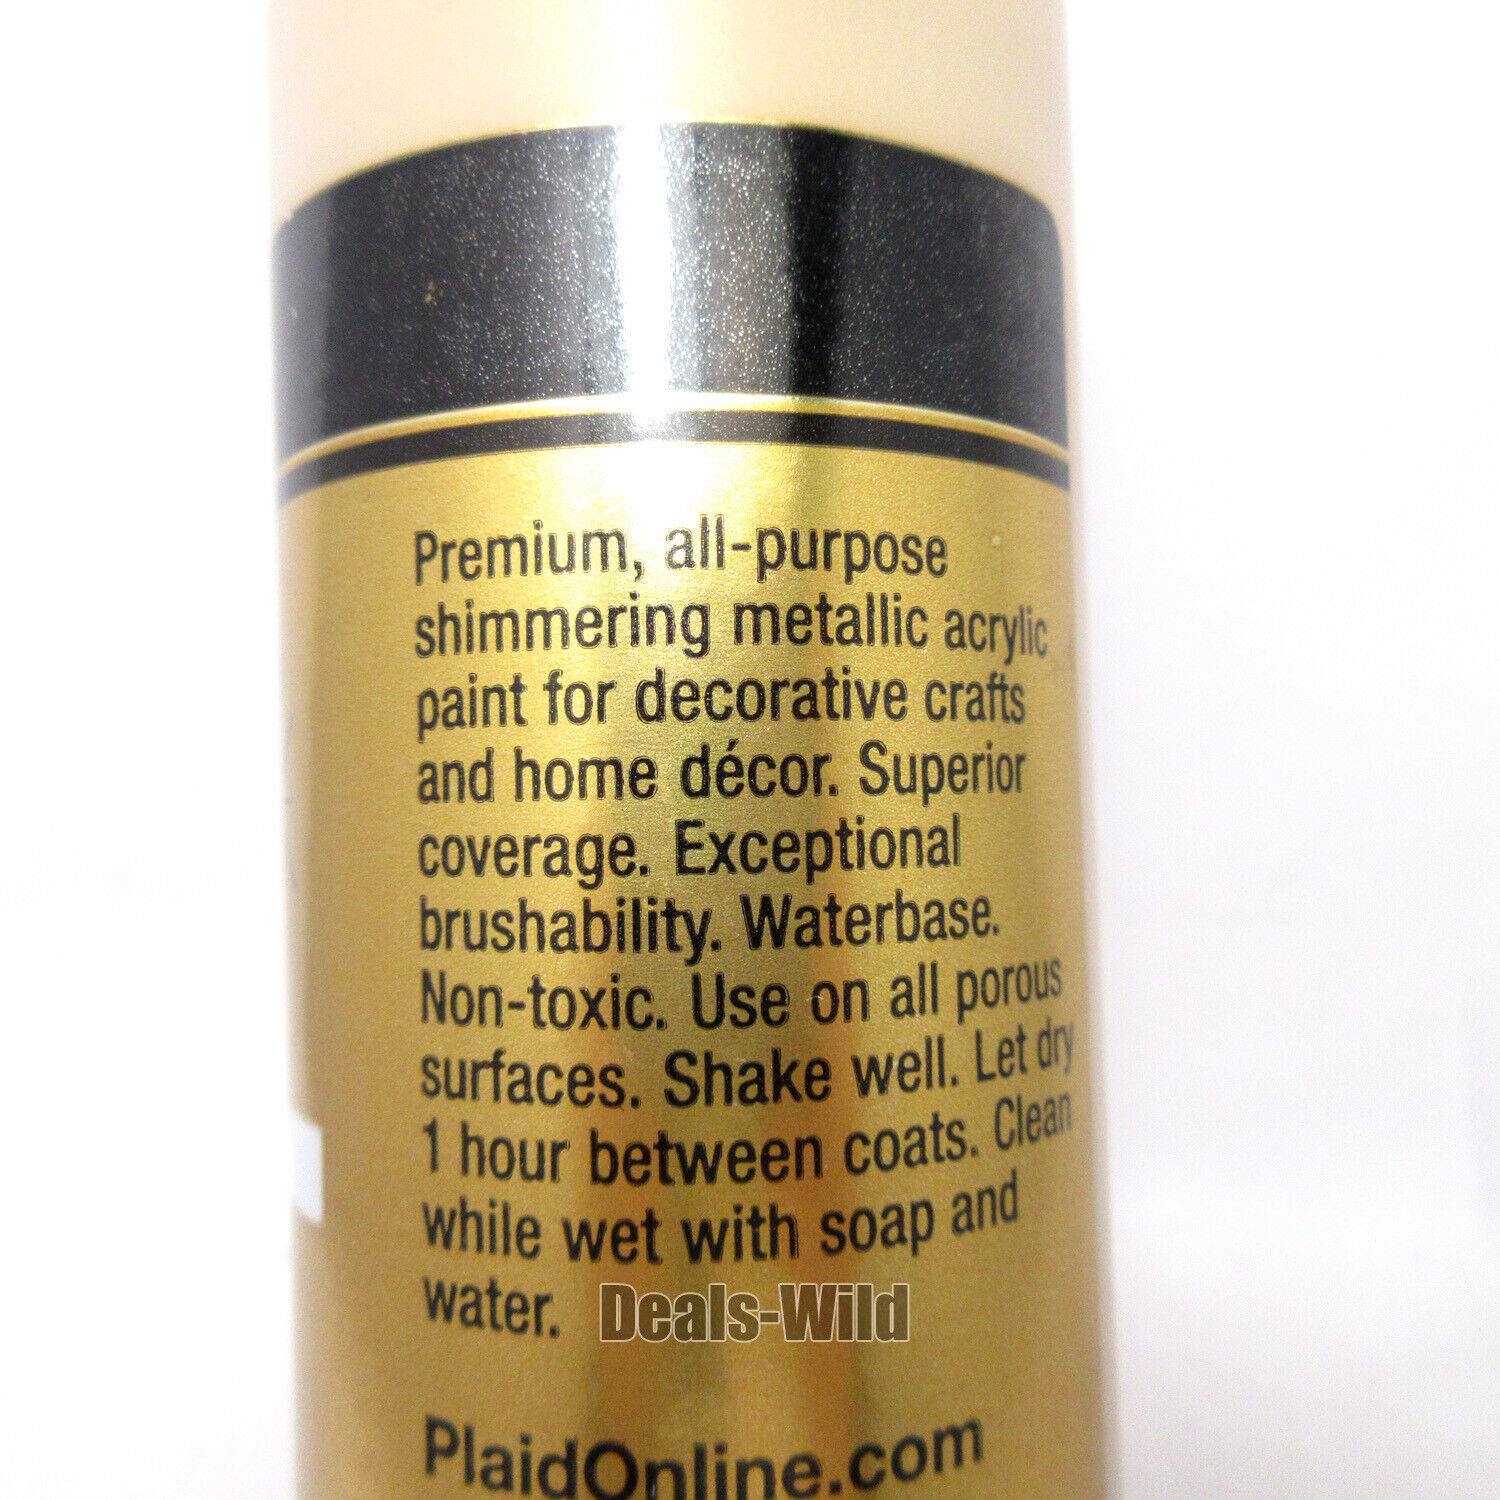 Premium, all-purpose
shimmering metallic acrylic
paint for decorative crafts
and home décor. Superior
coverage. Exceptional
brushability. Waterbase.
Non-toxic. Use on all porous
surfaces. Shake well. Let dry
1 hour between coats. Clean
while wet with soap and
water.
Deals-Wild
PlaidOnline.com